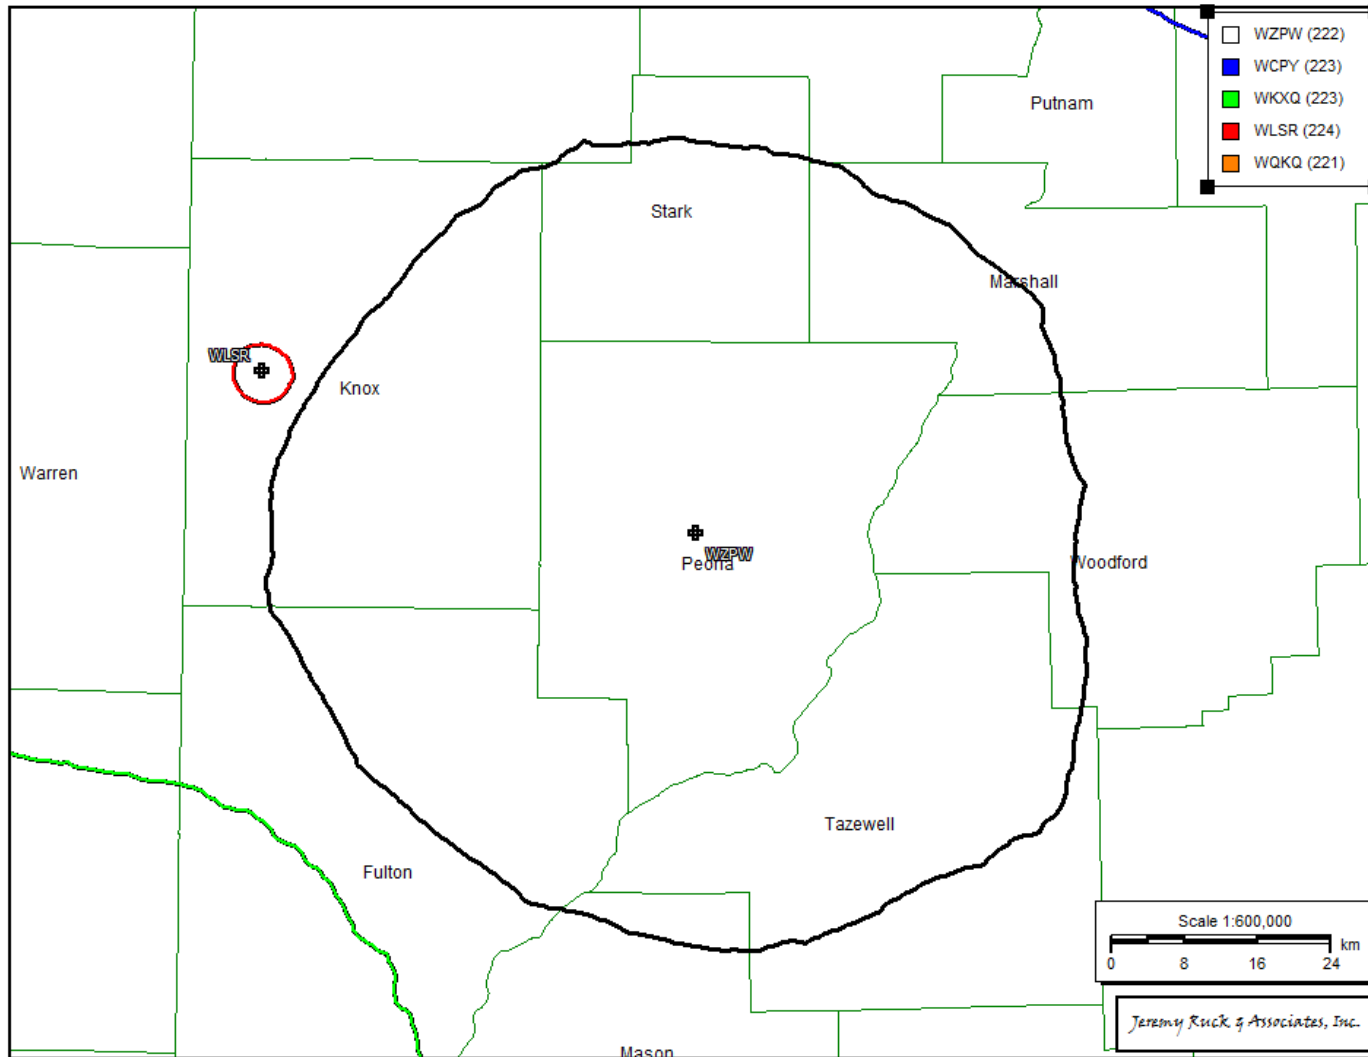 WZPW (222)
WCPY (223)
WKXQ (223)
WLSR (224)
WQKQ (221)
Putnam
Stark
Marshall
WLSR
Knox
Warren
WZPW
Peoria
Woodford
Tazewell
Fulton
Scale 1:600,000
km
0 8 16 24
Jeremy Ruck & Associates, Inc.
Mason